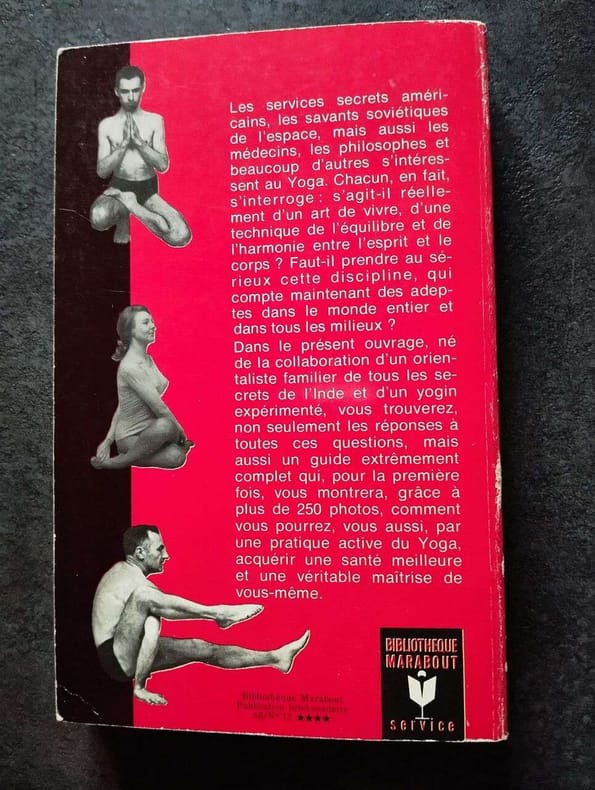 Les services secrets améri-
cains, les savants soviétiques
de l'espace, mais aussi les
médecins, les philosophes et
beaucoup d'autres s'intéres-
sent au Yoga. Chacun, en fait,
s'interroge : s'agit-il réelle-
ment d'un art de vivre, d'une
technique de l'équilibre et de
l'harmonie entre l'esprit et le
corps ? Faut-il prendre au sé-
rieux cette discipline, qui
compte maintenant des adep-
tes dans le monde entier et
dans tous les milieux ?
Dans le présent ouvrage, né
de la collaboration d'un orien-
taliste familier de tous les se-
crets de l'Inde et d'un yogin
expérimenté, vous trouverez,
non seulement les réponses à
toutes ces questions, mais
aussi un guide extrêmement
complet qui, pour la première
fois, vous montrera, grâce à
plus de 250 photos, comment
vous pourrez, vous aussi, par
une pratique active du Yoga,
acquérir une santé meilleure
et une véritable maîtrise de
vous-même.
Bibliothèque Marabout
Publication
★★★★
BIBLIOTHEQUE
MARABOUT
service